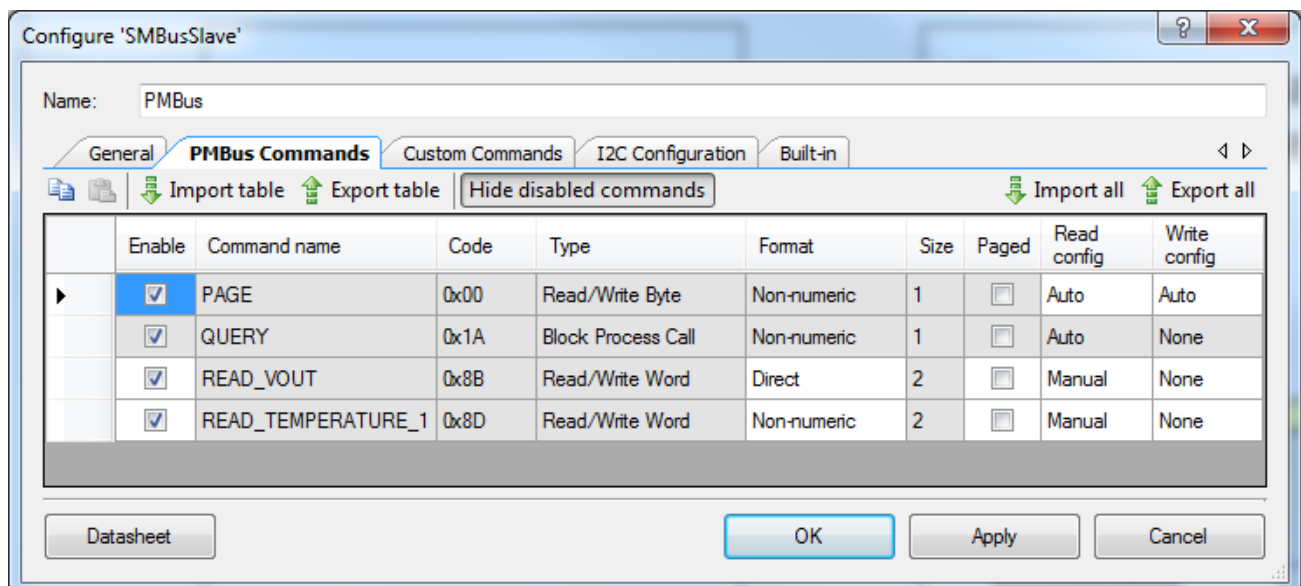 Configure 'SMBusSlave'
Name: PMBus
General PMBus Commands Custom Commands I2C Configuration Built-in
Import table Export table Hide disabled commands Import all Export all
Enable Command name Code Type Format Size Paged Read config Write config
PAGE 0x00 Read/Write Byte Non-numeric 1 Auto Auto
QUERY 0x1A Block Process Call Non-numeric 1 Auto None
READ_VOUT 0x8B Read/Write Word Direct 2 Manual None
READ_TEMPERATURE_1 0x8D Read/Write Word Non-numeric 2 Manual None
Datasheet OK Apply Cancel